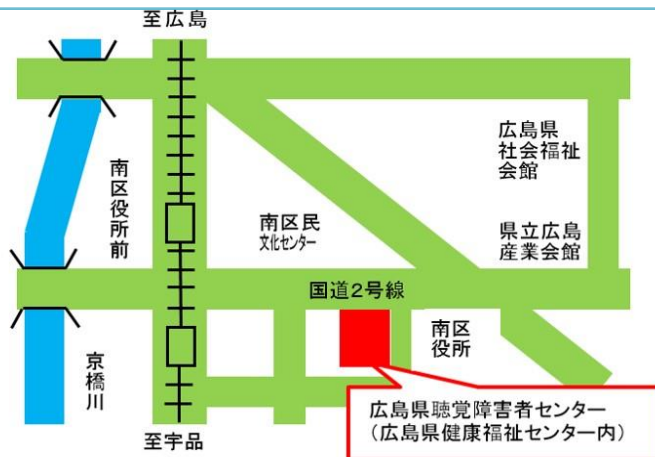 至広島
広島県
社会福祉
会館
南区役所前
南区民
文化センター
県立広島
産業会館
国道2号線
南区
役所
京橋川
広島県聴覚障害者センター
（広島県健康福祉センター内）
至宇品